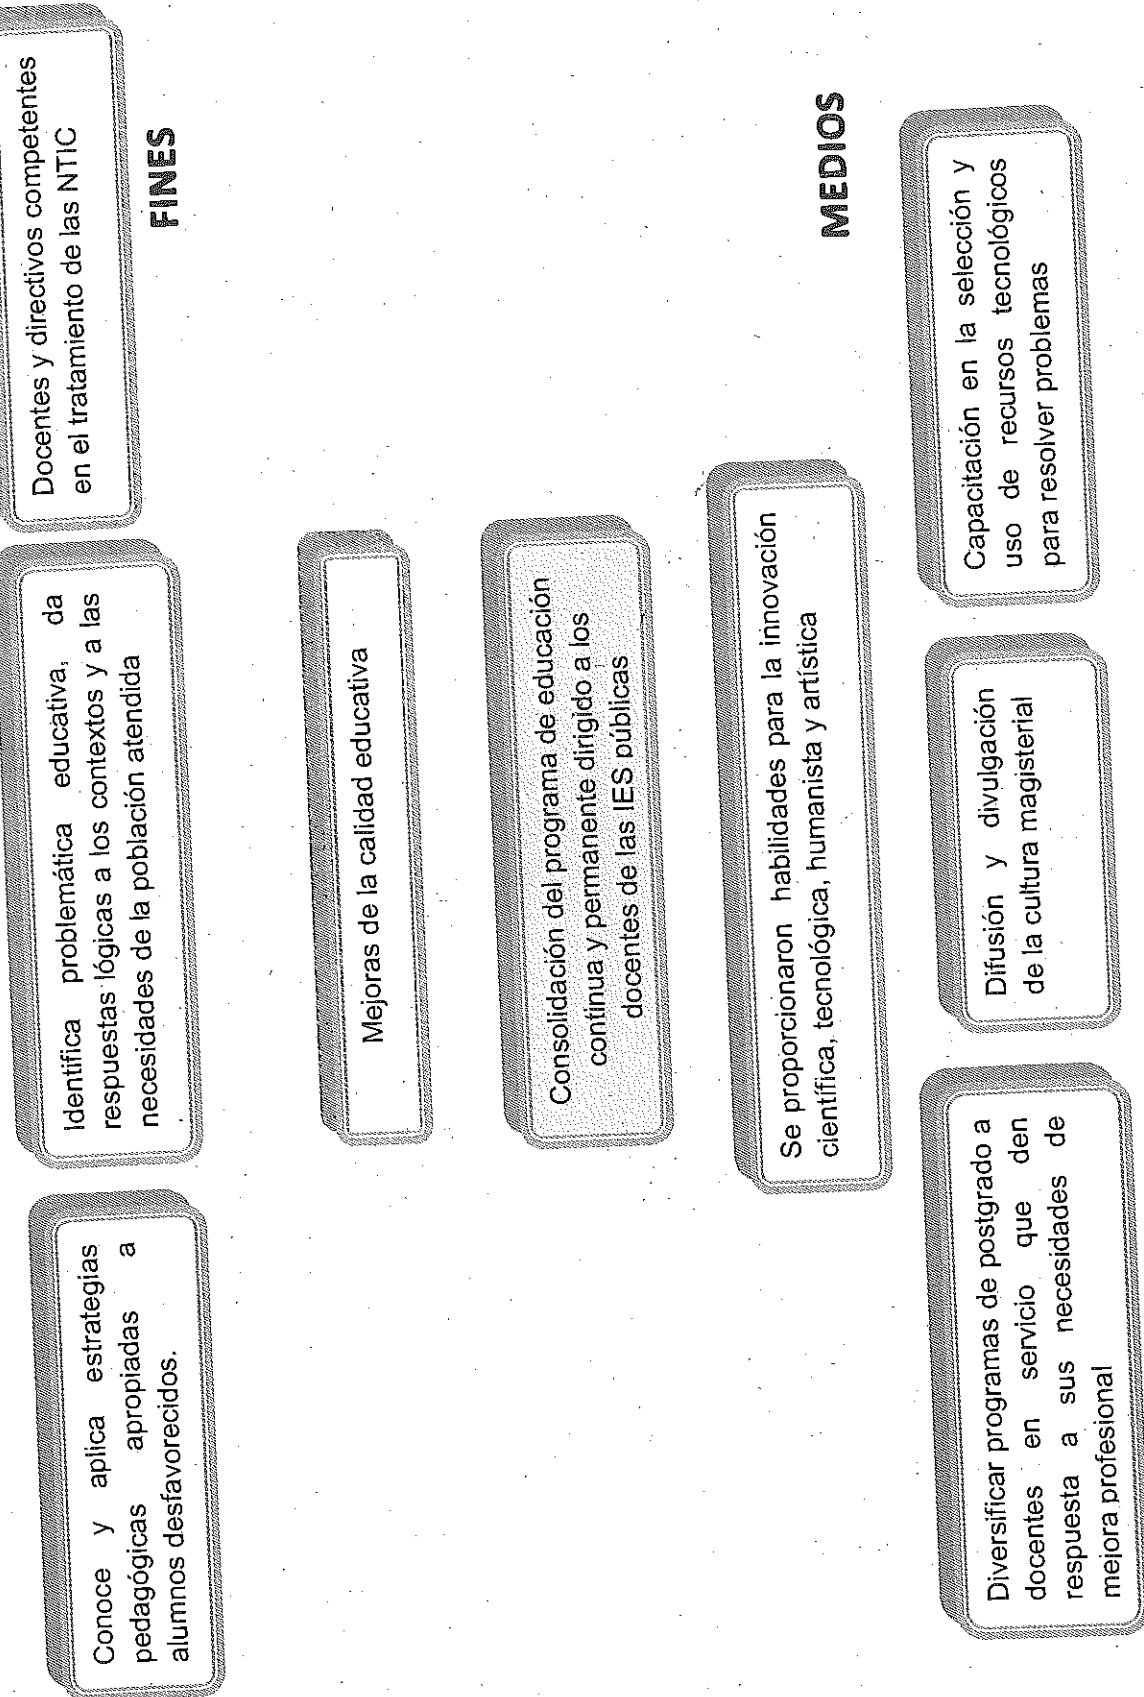 Conoce y aplica estrategias
pedagógicas apropiadas a
alumnos desfavorecidos.
Identifica problemática educativa, da
respuestas lógicas a los contextos y a las
necesidades de la población atendida
Docentes y directivos competentes
en el tratamiento de las NTIC
FINES
Mejoras de la calidad educativa
Consolidación del programa de educación
continua y permanente dirigido a los
docentes de las IES públicas
Se proporcionaron habilidades para la innovación
científica, tecnológica, humanista y artística
MEDIOS
Diversificar programas de postgrado a
docentes en servicio que den
respuesta a sus necesidades de
mejora profesional
Difusión y divulgación
de la cultura magisterial
Capacitación en la selección y
uso de recursos tecnológicos
para resolver problemas